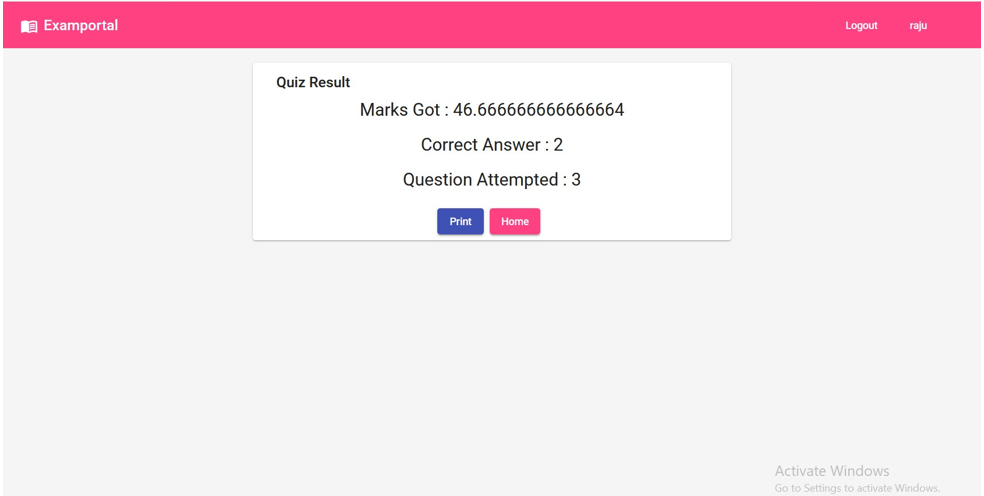 Examportal
Logout raju
Quiz Result
Marks Got : 46.666666666666664
Correct Answer : 2
Question Attempted : 3
Print Home
Activate Windows
Go to Settings to activate Windows.